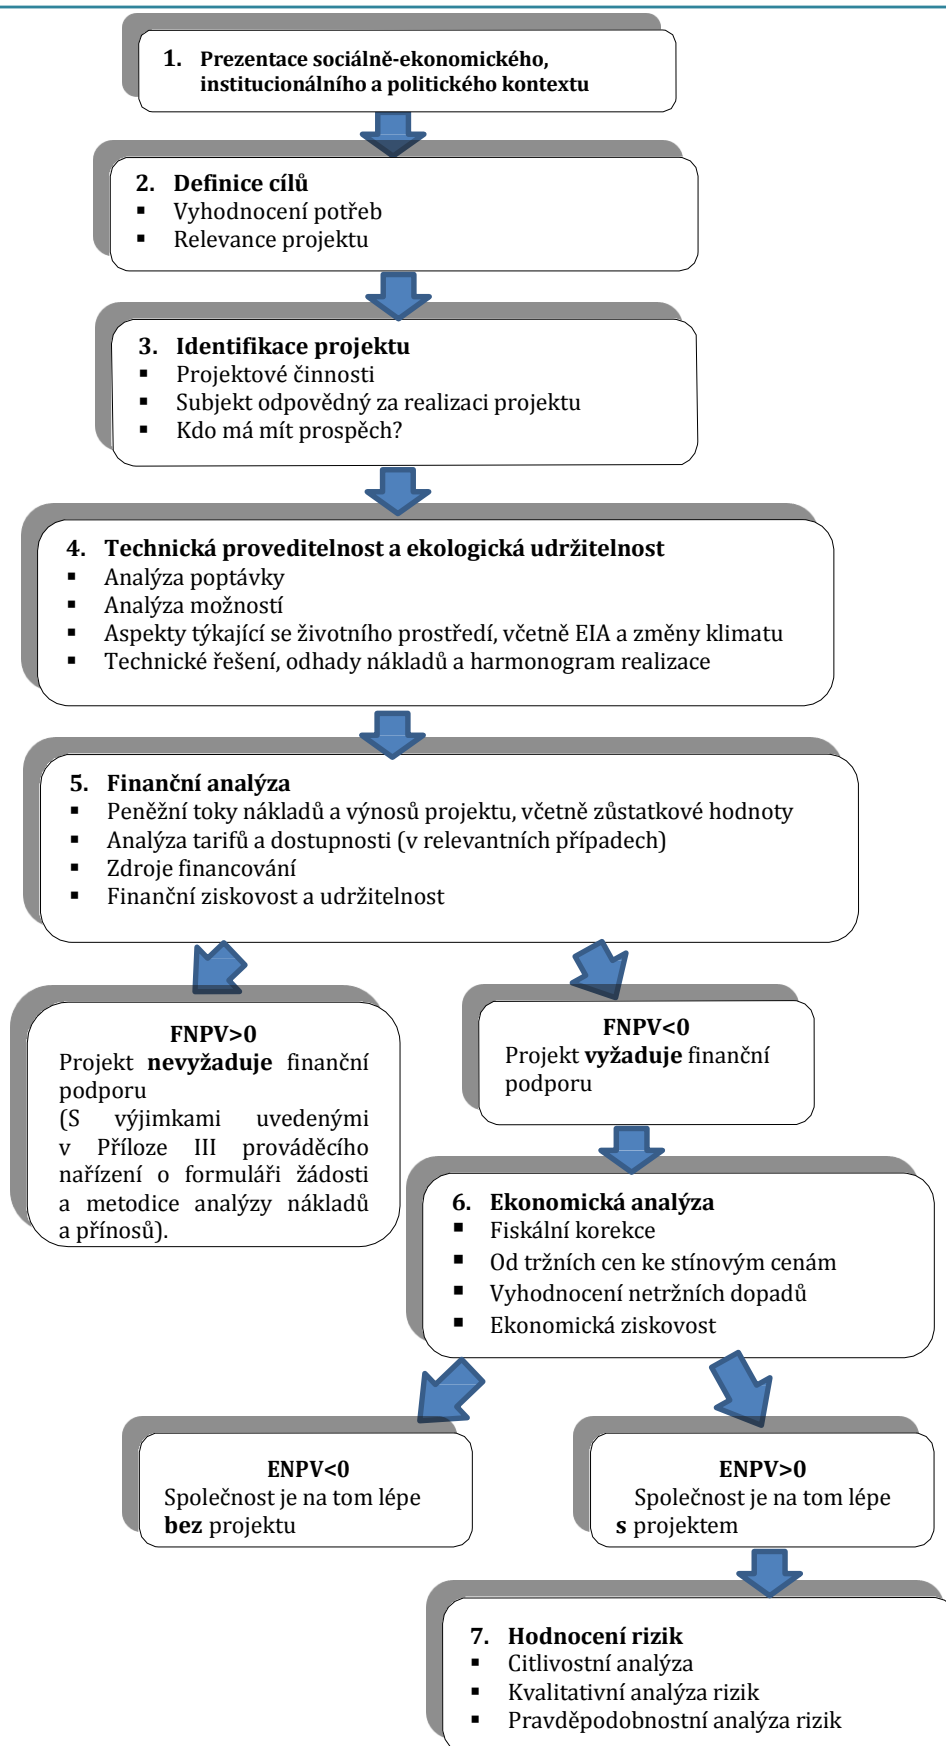 1. Prezentace sociálně-ekonomického,
institucionálního a politického kontextu
2. Definice cílů
▪ Vyhodnocení potřeb
▪ Relevance projektu
3. Identifikace projektu
▪ Projektové činnosti
▪ Subjekt odpovědný za realizaci projektu
▪ Kdo má mít prospěch?
4. Technická proveditelnost a ekologická udržitelnost
▪ Analýza poptávky
▪ Analýza možností
▪ Aspekty týkající se životního prostředí, včetně EIA a změny klimatu
▪ Technické řešení, odhady nákladů a harmonogram realizace
5. Finanční analýza
▪ Peněžní toky nákladů a výnosů projektu, včetně zůstatkové hodnoty
▪ Analýza tarifů a dostupnosti (v relevantních případech)
▪ Zdroje financování
▪ Finanční ziskovost a udržitelnost
FNPV>0
Projekt nevyžaduje finanční
podporu
(S výjimkami uvedenými
v Příloze III prováděcího
nařízení o formuláři žádosti
a metodice analýzy nákladů
a přínosů).
FNPV<0
Projekt vyžaduje finanční
podporu
6. Ekonomická analýza
▪ Fiskální korekce
▪ Od tržních cen ke stínovým cenám
▪ Vyhodnocení netržních dopadů
▪ Ekonomická ziskovost
ENPV<0
Společnost je na tom lépe
bez projektu
ENPV>0
Společnost je na tom lépe
s projektem
7. Hodnocení rizik
▪ Citlivostní analýza
▪ Kvalitativní analýza rizik
▪ Pravděpodobnostní analýza rizik